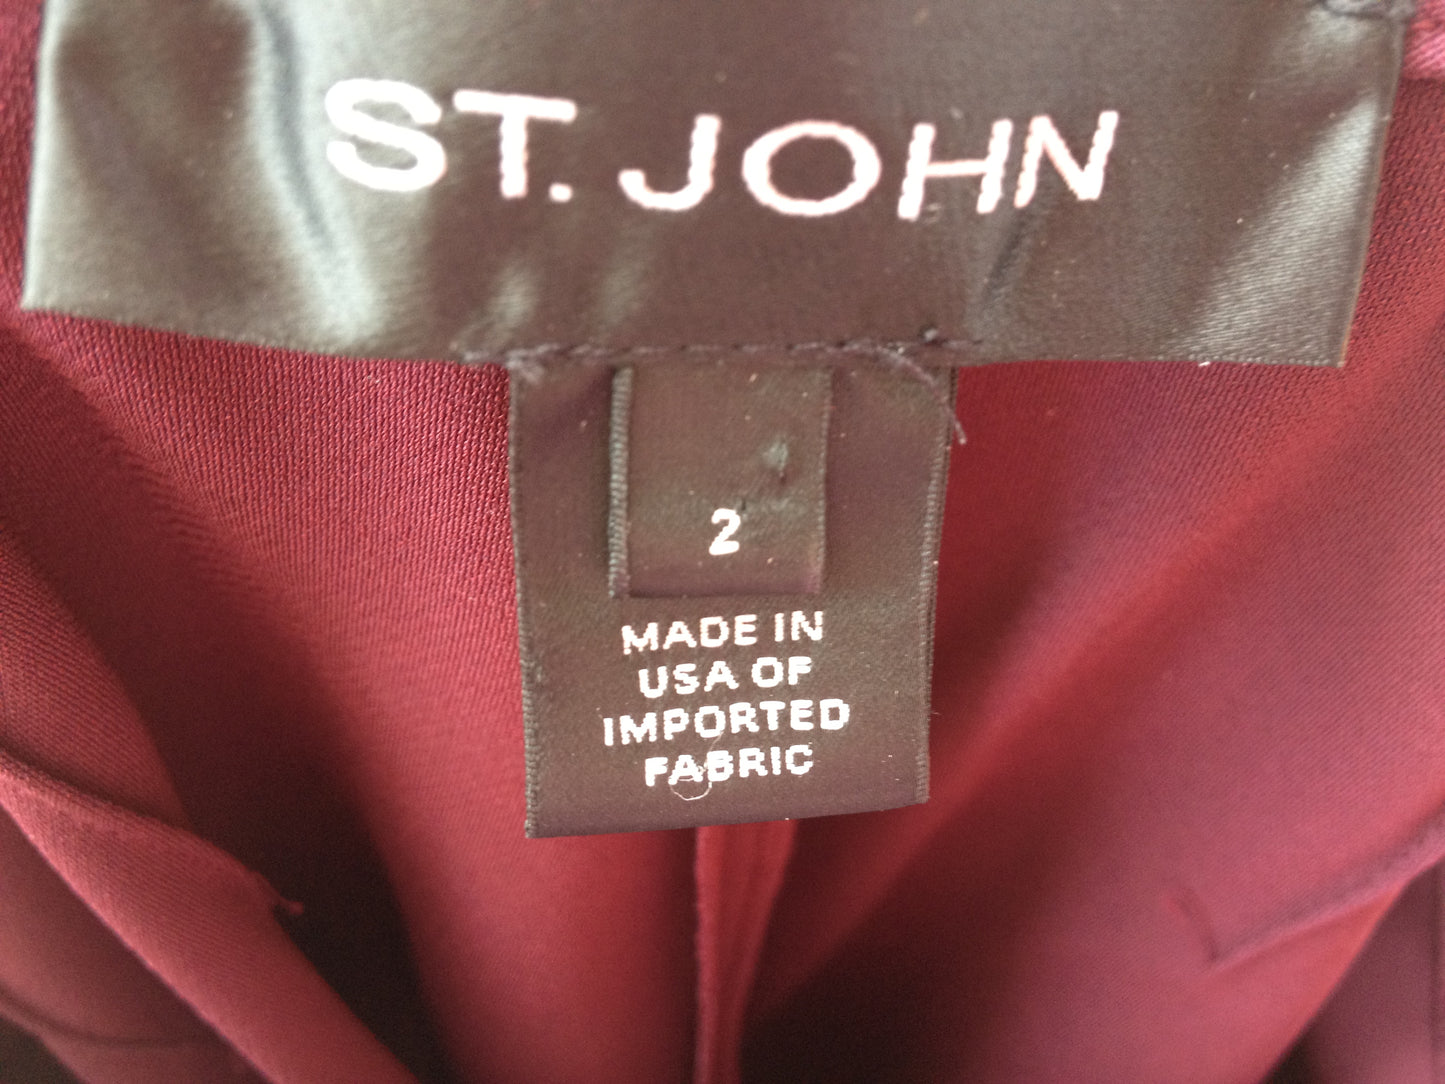 ST. JOHN
2
MADE IN
USA OF
IMPORTED
FABRIC